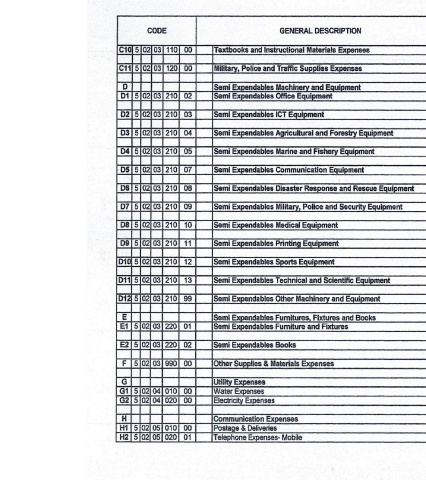 CODE GENERAL DESCRIPTION
C10 5 02 03 110 00 Textbooks and Instructional Materials Expenses
C11 5 02 03 120 00 Military, Police and Traffic Supplies Expenses
D Semi Expendables Machinery and Equipment
D1 5 02 03 210 02 Semi Expendables Office Equipment
D2 5 02 03 210 03 Semi Expendables ICT Equipment
D3 5 02 03 210 04 Semi Expendables Agricultural and Forestry Equipment
D4 5 02 03 210 05 Semi Expendables Marine and Fishery Equipment
D5 5 02 03 210 07 Semi Expendables Communication Equipment
D6 5 02 03 210 08 Semi Expendables Disaster Response and Rescue Equipment
D7 5 02 03 210 09 Semi Expendables Military, Police and Security Equipment
D8 5 02 03 210 10 Semi Expendables Medical Equipment
D9 5 02 03 210 11 Semi Expendables Printing Equipment
D10 5 02 03 210 12 Semi Expendables Sports Equipment
D11 5 02 03 210 13 Semi Expendables Technical and Scientific Equipment
D12 5 02 03 210 99 Semi Expendables Other Machinery and Equipment
E Semi Expendables Furnitures, Fixtures and Books
E1 5 02 03 220 01 Semi Expendables Furniture and Fixtures
E2 5 02 03 220 02 Semi Expendables Books
F 5 02 03 990 00 Other Supplies & Materials Expenses
G Utility Expenses
G1 5 02 04 010 00 Water Expenses
G2 5 02 04 020 00 Electricity Expenses
H Communication Expenses
H1 5 02 05 010 00 Postage & Deliveries
H2 5 02 05 020 01 Telephone Expenses- Mobile